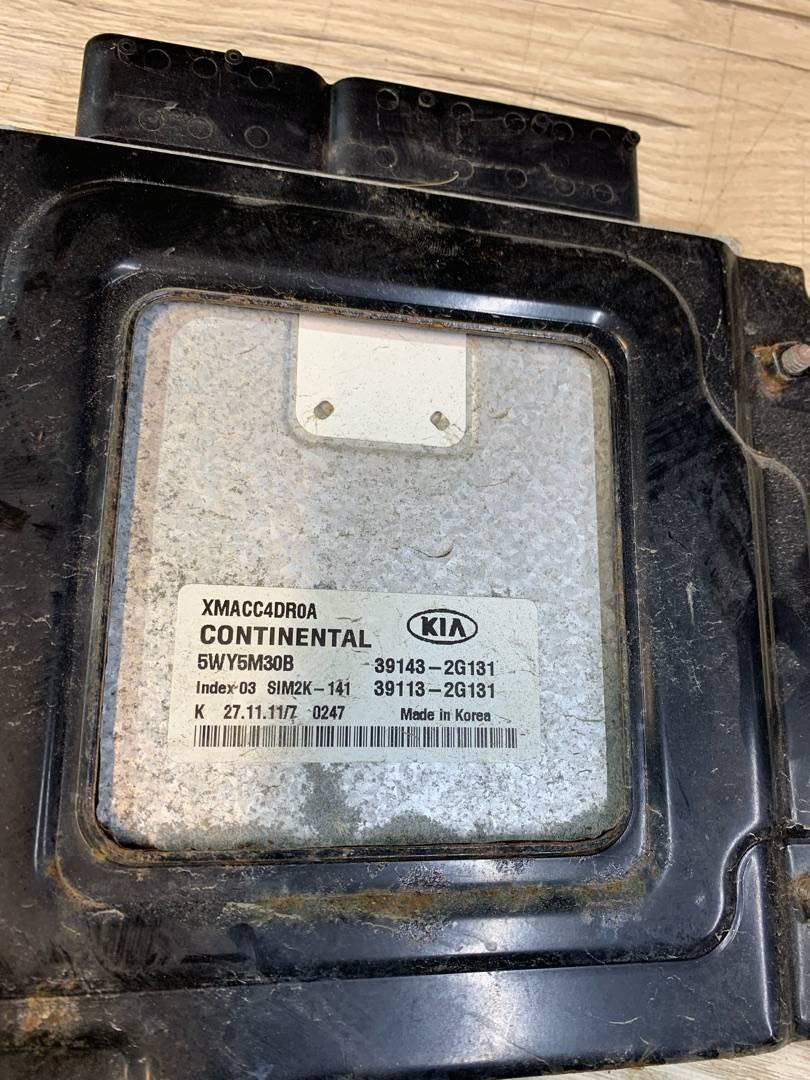 XMACC4DR0A
CONTINENTAL KIA
5WY5M30B 39143-2G131
Index 03 SIM2K-141 39113-2G131
K 27.11.11/7 0247 Made in Korea